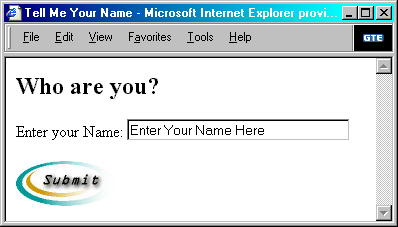 Tell Me Your Name - Microsoft Internet Explorer provi...
File Edit View Favorites Tools Help GTE
Who are you?
Enter your Name: Enter Your Name Here
Submit